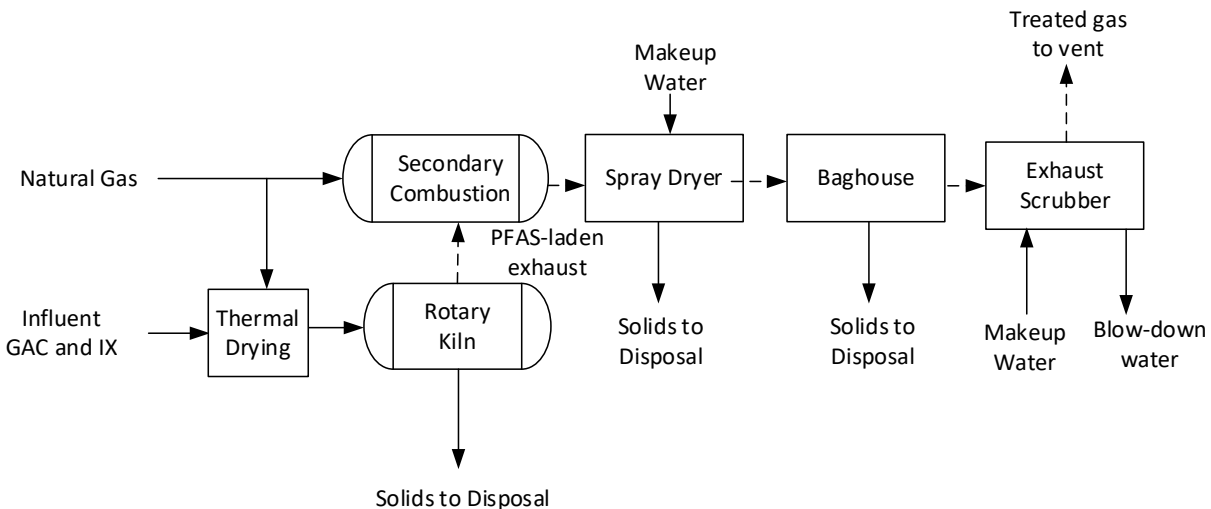 Treated gas
to vent
Makeup
Water
Natural Gas
Secondary
Combustion
Spray Dryer
Baghouse
Exhaust
Scrubber
PFAS-laden
exhaust
Influent
GAC and IX
Thermal
Drying
Rotary
Kiln
Solids to
Disposal
Solids to
Disposal
Makeup
Water
Blow-down
water
Solids to Disposal